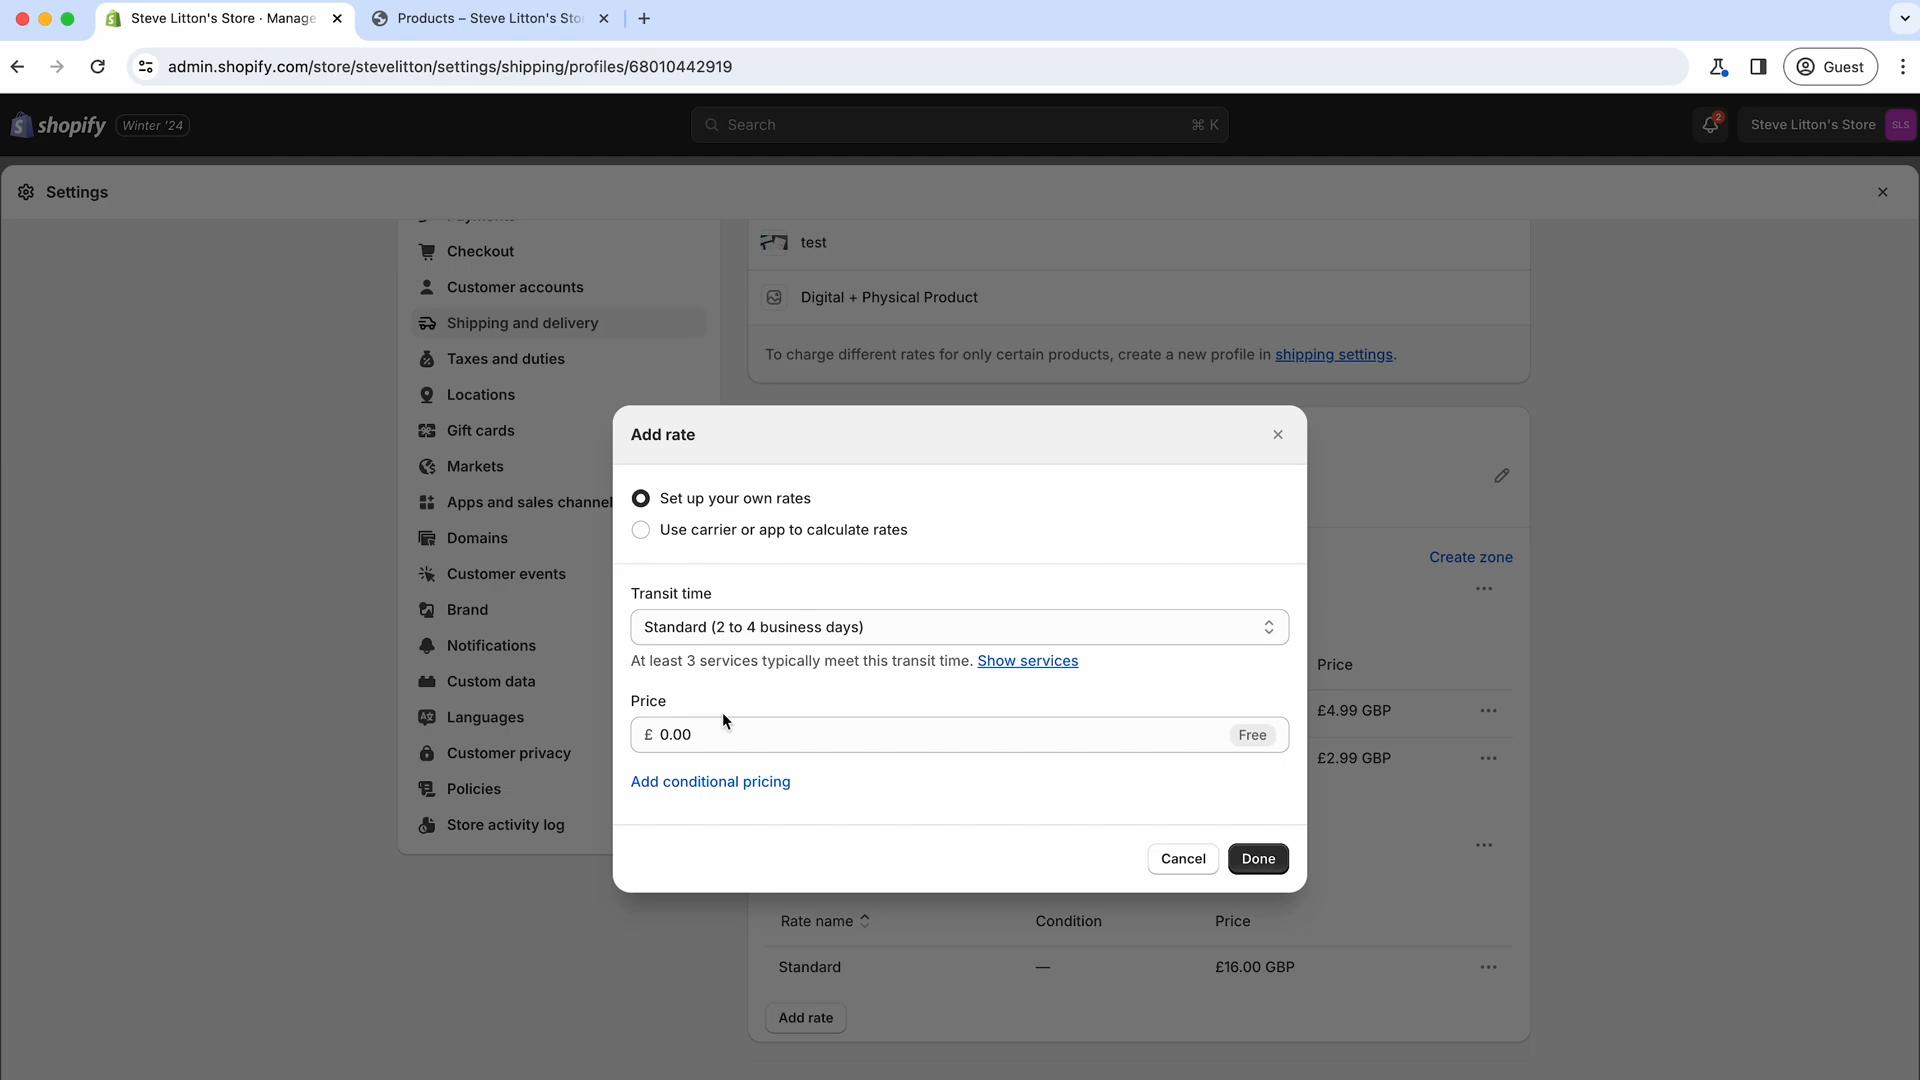 Steve Litton's Store · Manage
Products – Steve Litton's Sto
admin.shopify.com/store/stevelitton/settings/shipping/profiles/68010442919
Guest
shopify
Winter '24
Search
⌘ K
2
Steve Litton's Store
SLS
Settings
Checkout
Customer accounts
Shipping and delivery
Taxes and duties
Locations
Gift cards
Markets
Apps and sales channel
Domains
Customer events
Brand
Notifications
Custom data
Languages
Customer privacy
Policies
Store activity log
test
Digital + Physical Product
To charge different rates for only certain products, create a new profile in shipping settings.
Create zone
Price
£4.99 GBP
£2.99 GBP
Add rate
Set up your own rates
Use carrier or app to calculate rates
Transit time
Standard (2 to 4 business days)
At least 3 services typically meet this transit time. Show services
Price
£ 0.00
Free
Add conditional pricing
Cancel
Done
Rate name
Condition
Price
Standard
—
£16.00 GBP
Add rate